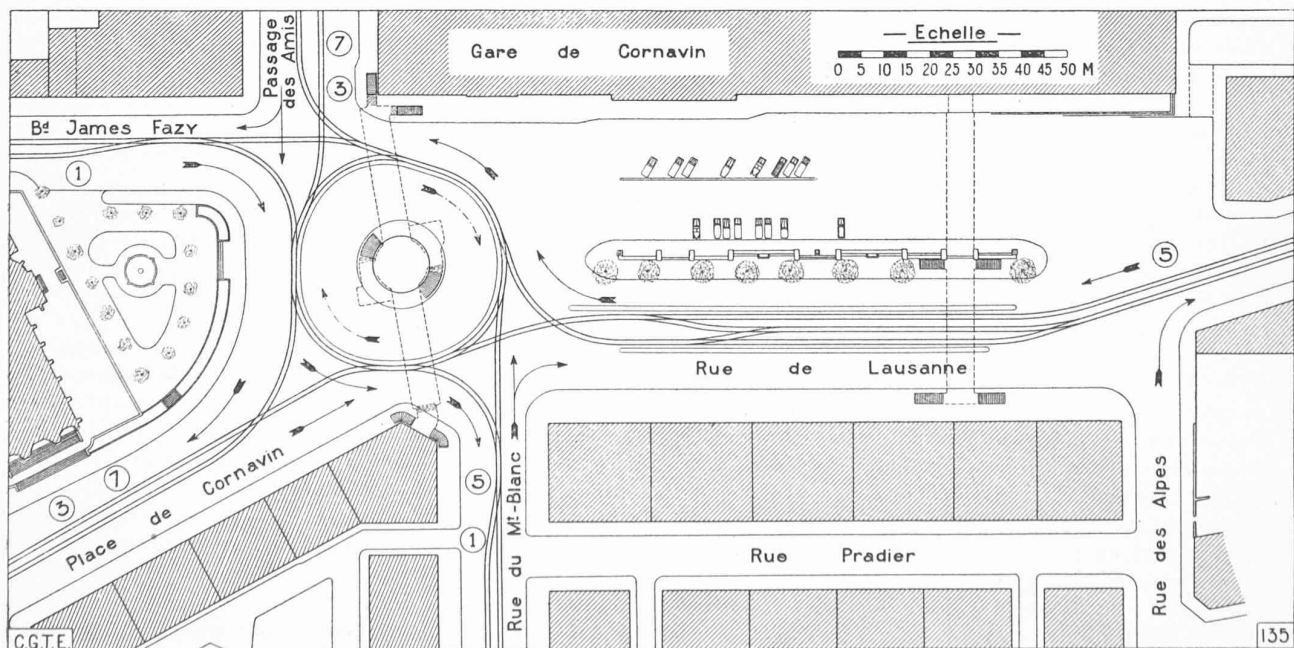 Passage
des Amis
7
3
Gare de Cornavin
— Echelle —
0 5 10 15 20 25 30 35 40 45 50 M
Bd James Fazy
1
5
Rue de Lausanne
3
7
Place de Cornavin
5
1
Rue du Mt-Blanc
Rue Pradier
Rue des Alpes
C.G.T.E.
135